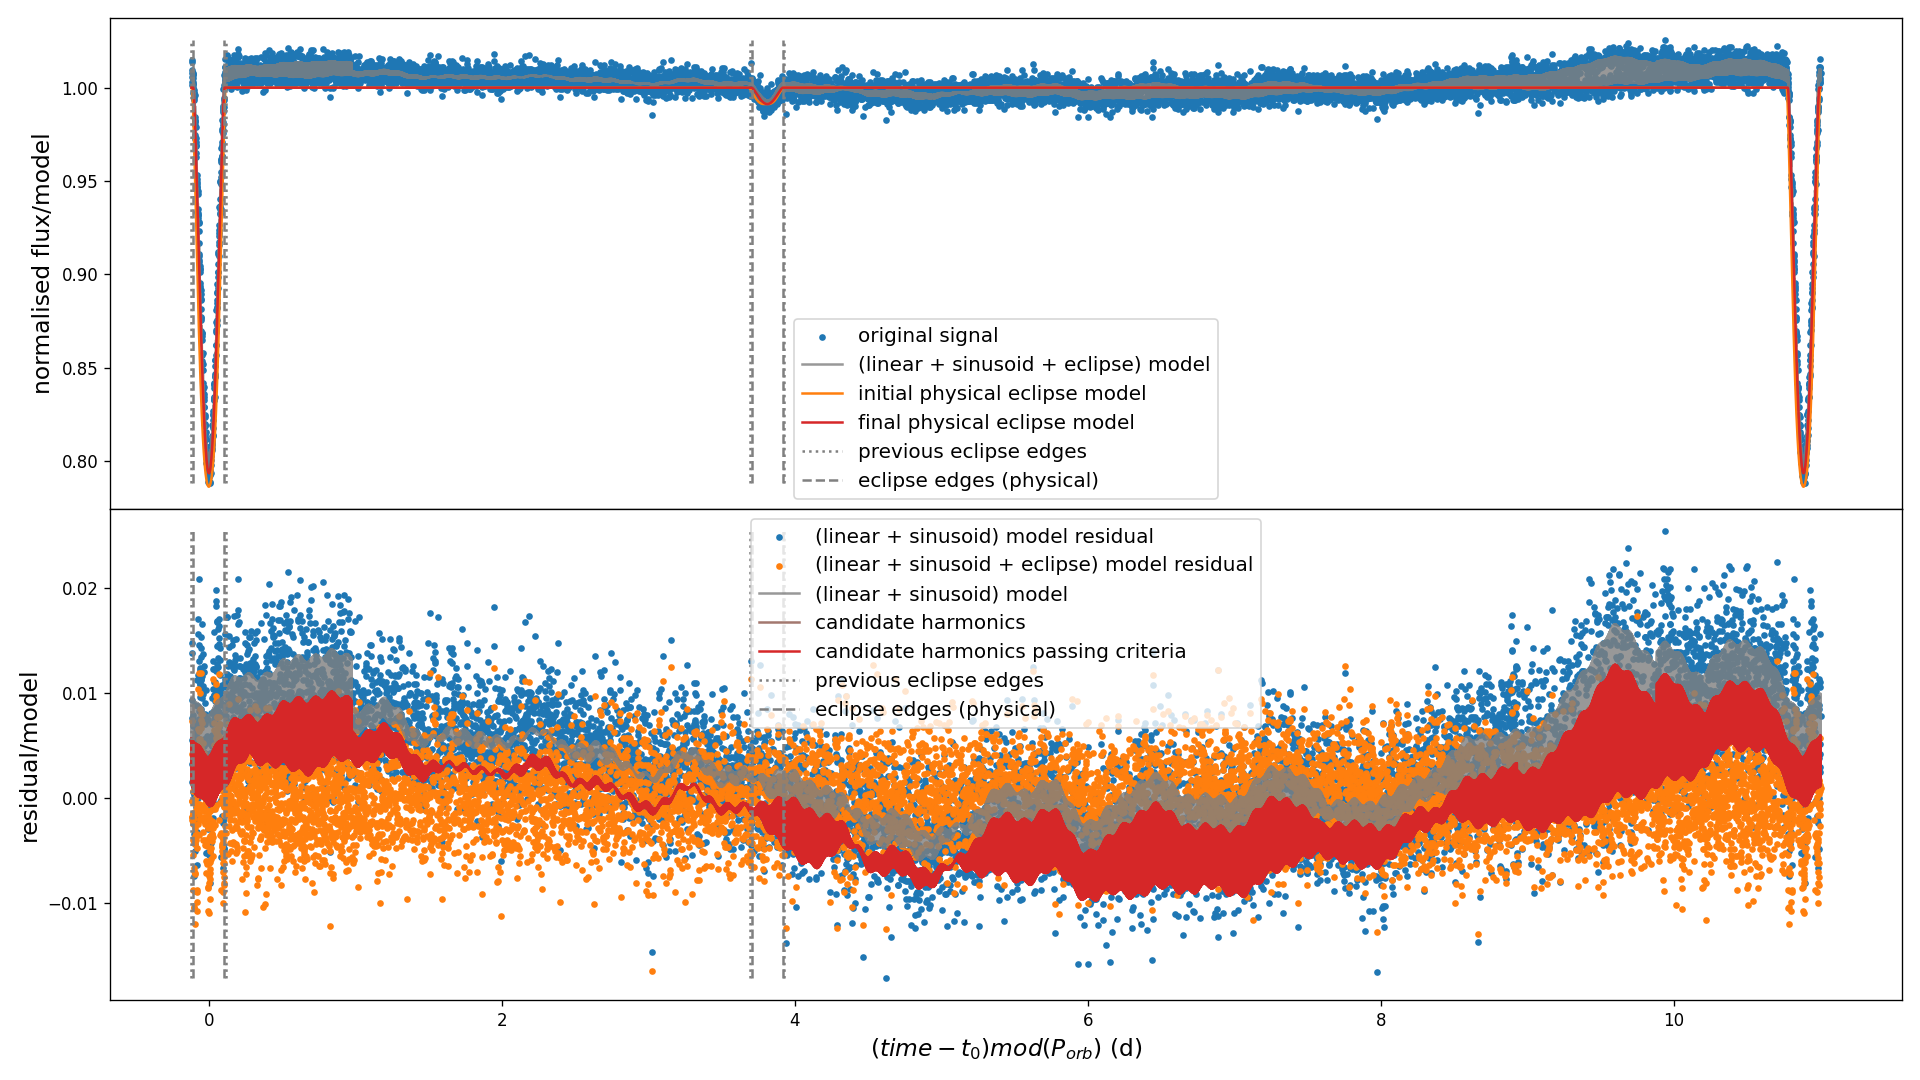 1.00
0.95
0.90
0.85
0.80
normalised flux/model
original signal
(linear + sinusoid + eclipse) model
initial physical eclipse model
final physical eclipse model
previous eclipse edges
eclipse edges (physical)
0.02
0.01
0.00
−0.01
residual/model
(linear + sinusoid) model residual
(linear + sinusoid + eclipse) model residual
(linear + sinusoid) model
candidate harmonics
candidate harmonics passing criteria
previous eclipse edges
eclipse edges (physical)
0 2 4 6 8 10
(time − t₀)mod(P_orb) (d)